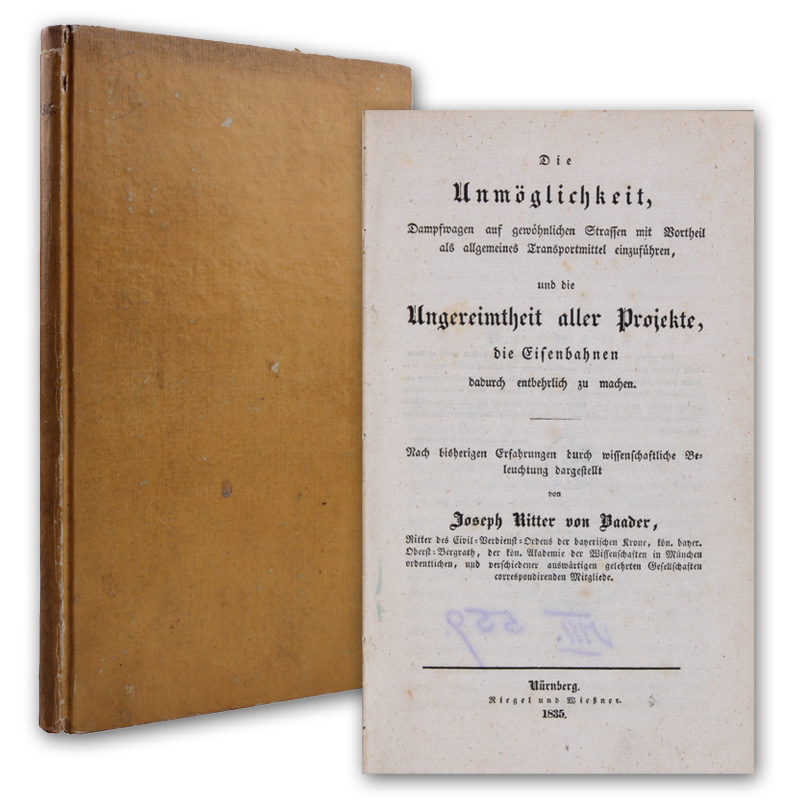 Die
Unmöglichkeit,
Dampfwagen auf gewöhnlichen Strassen mit Vortheil
als allgemeines Transportmittel einzuführen,
und die
Ungereimtheit aller Projekte,
die Eisenbahnen
dadurch entbehrlich zu machen.
Nach bisherigen Erfahrungen durch wissenschaftliche Be-
leuchtung dargestellt
von
Joseph Ritter von Baader,
Ritter des Civil-Verdienst-Ordens der bayerischen Krone, kön. bayer.
Oberst-Bergrath, der kön. Akademie der Wissenschaften in München
ordentlichen, und verschiedener auswärtigen gelehrten Gesellschaften
correspondirenden Mitgliede.
VIII. 559
Nürnberg.
Riegel und Wießner.
1835.